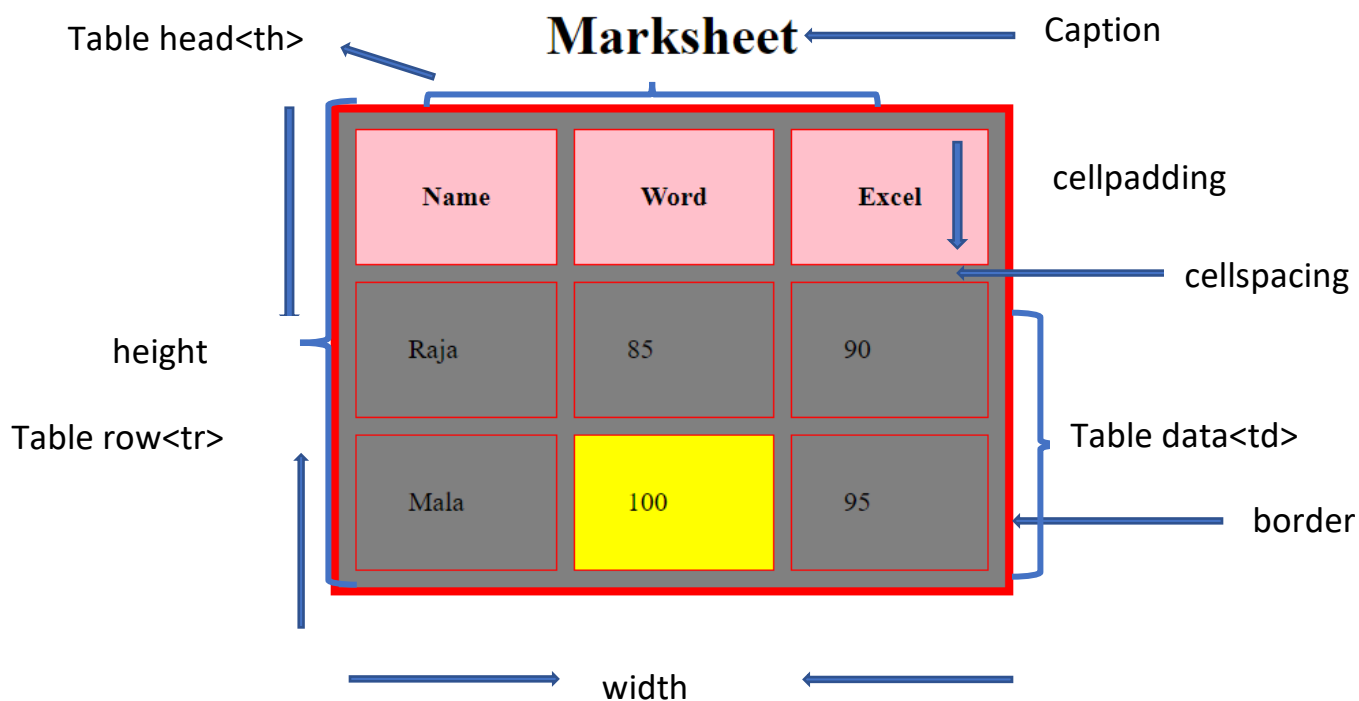 Table head<th>
Marksheet
Caption
Name Word Excel
cellpadding
cellspacing
Raja 85 90
height
Table row<tr>
Table data<td>
Mala 100 95
border
width